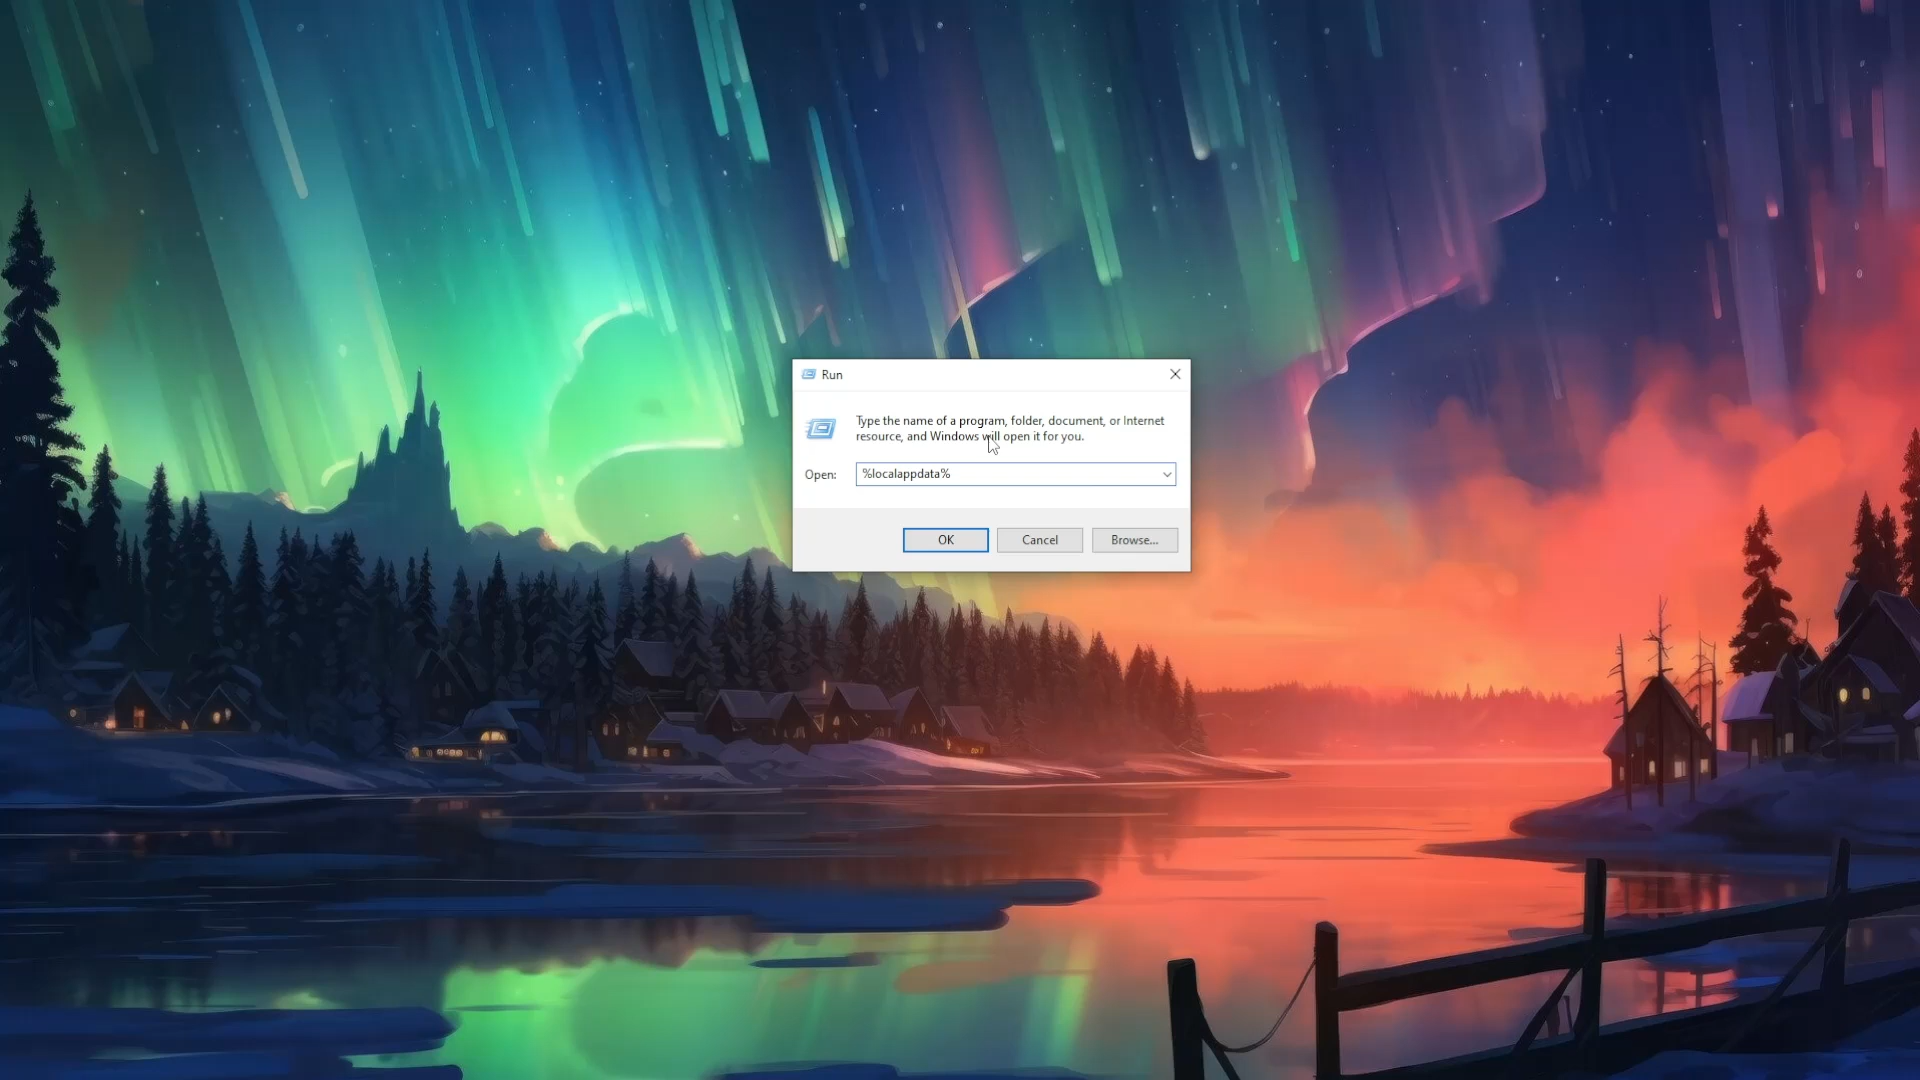 Run
Type the name of a program, folder, document, or Internet
resource, and Windows will open it for you.
Open: %localappdata%
OK Cancel Browse...